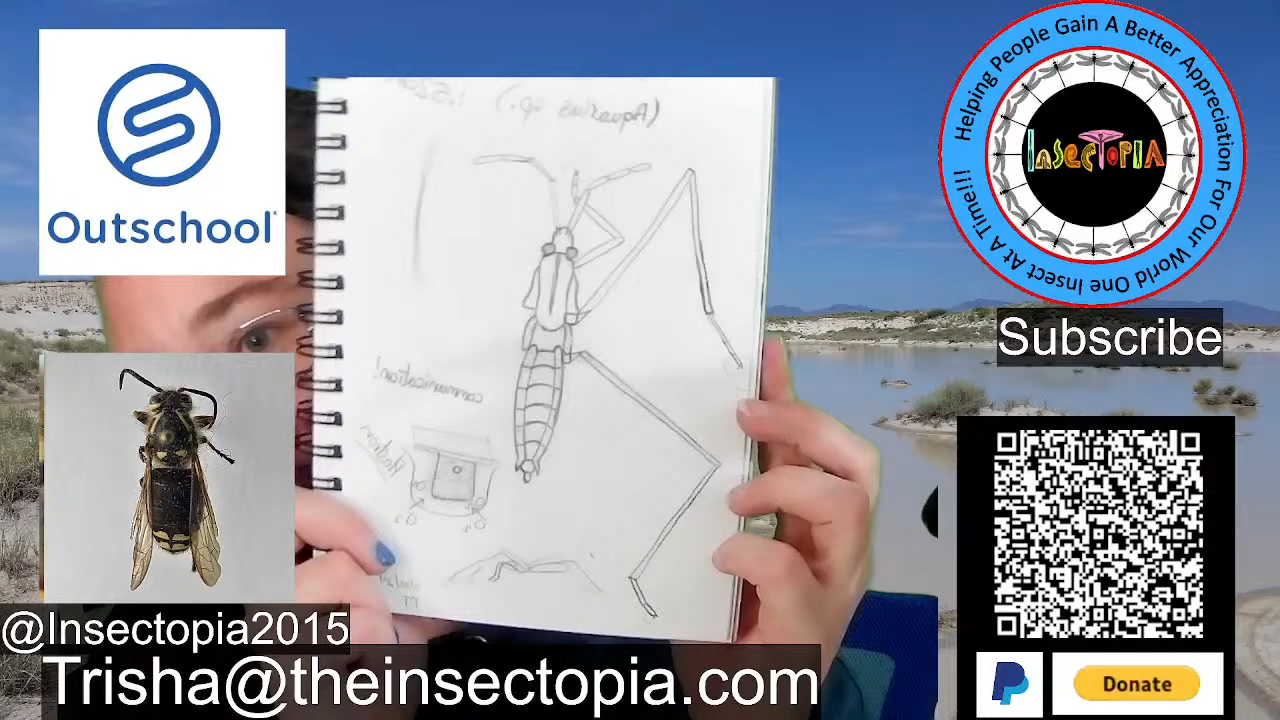 Outschool
Helping People Gain A Better Appreciation For Our World One Insect At A Time!!!
InsecTopia
(Aquarius sp.)
communication!
Subscribe
@Insectopia2015
Trisha@theinsectopia.com
Donate